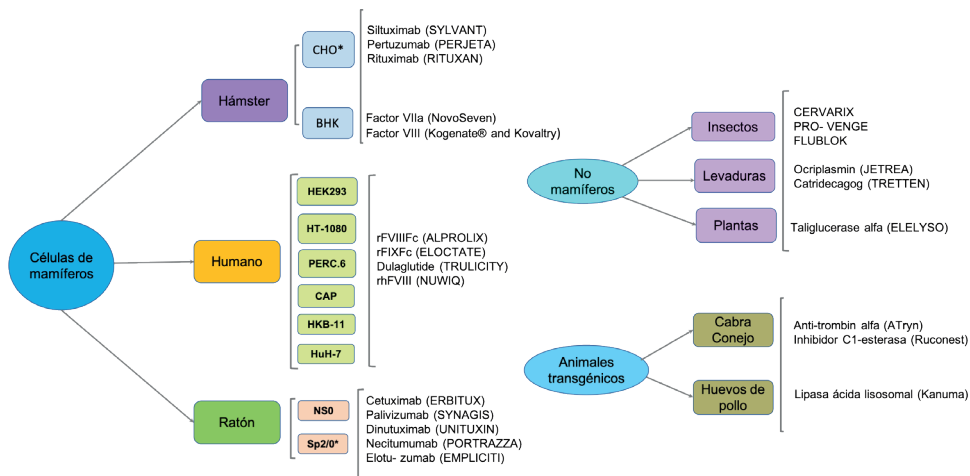 Células de
mamíferos
Hámster
CHO*
Siltuximab (SYLVANT)
Pertuzumab (PERJETA)
Rituximab (RITUXAN)
BHK
Factor VIIa (NovoSeven)
Factor VIII (Kogenate® and Kovaltry)
Humano
HEK293
HT-1080
PERC.6
CAP
HKB-11
HuH-7
rFVIIIFc (ALPROLIX)
rFIXFc (ELOCTATE)
Dulaglutide (TRULICITY)
rhFVIII (NUWIQ)
Ratón
NS0
Sp2/0*
Cetuximab (ERBITUX)
Palivizumab (SYNAGIS)
Dinutuximab (UNITUXIN)
Necitumumab (PORTRAZZA)
Elotu- zumab (EMPLICITI)
No
mamíferos
Insectos
CERVARIX
PRO- VENGE
FLUBLOK
Levaduras
Ocriplasmin (JETREA)
Catridecagog (TRETTEN)
Plantas
Taliglucerase alfa (ELELYSO)
Animales
transgénicos
Cabra
Conejo
Anti-trombin alfa (ATryn)
Inhibidor C1-esterasa (Ruconest)
Huevos de
pollo
Lipasa ácida lisosomal (Kanuma)